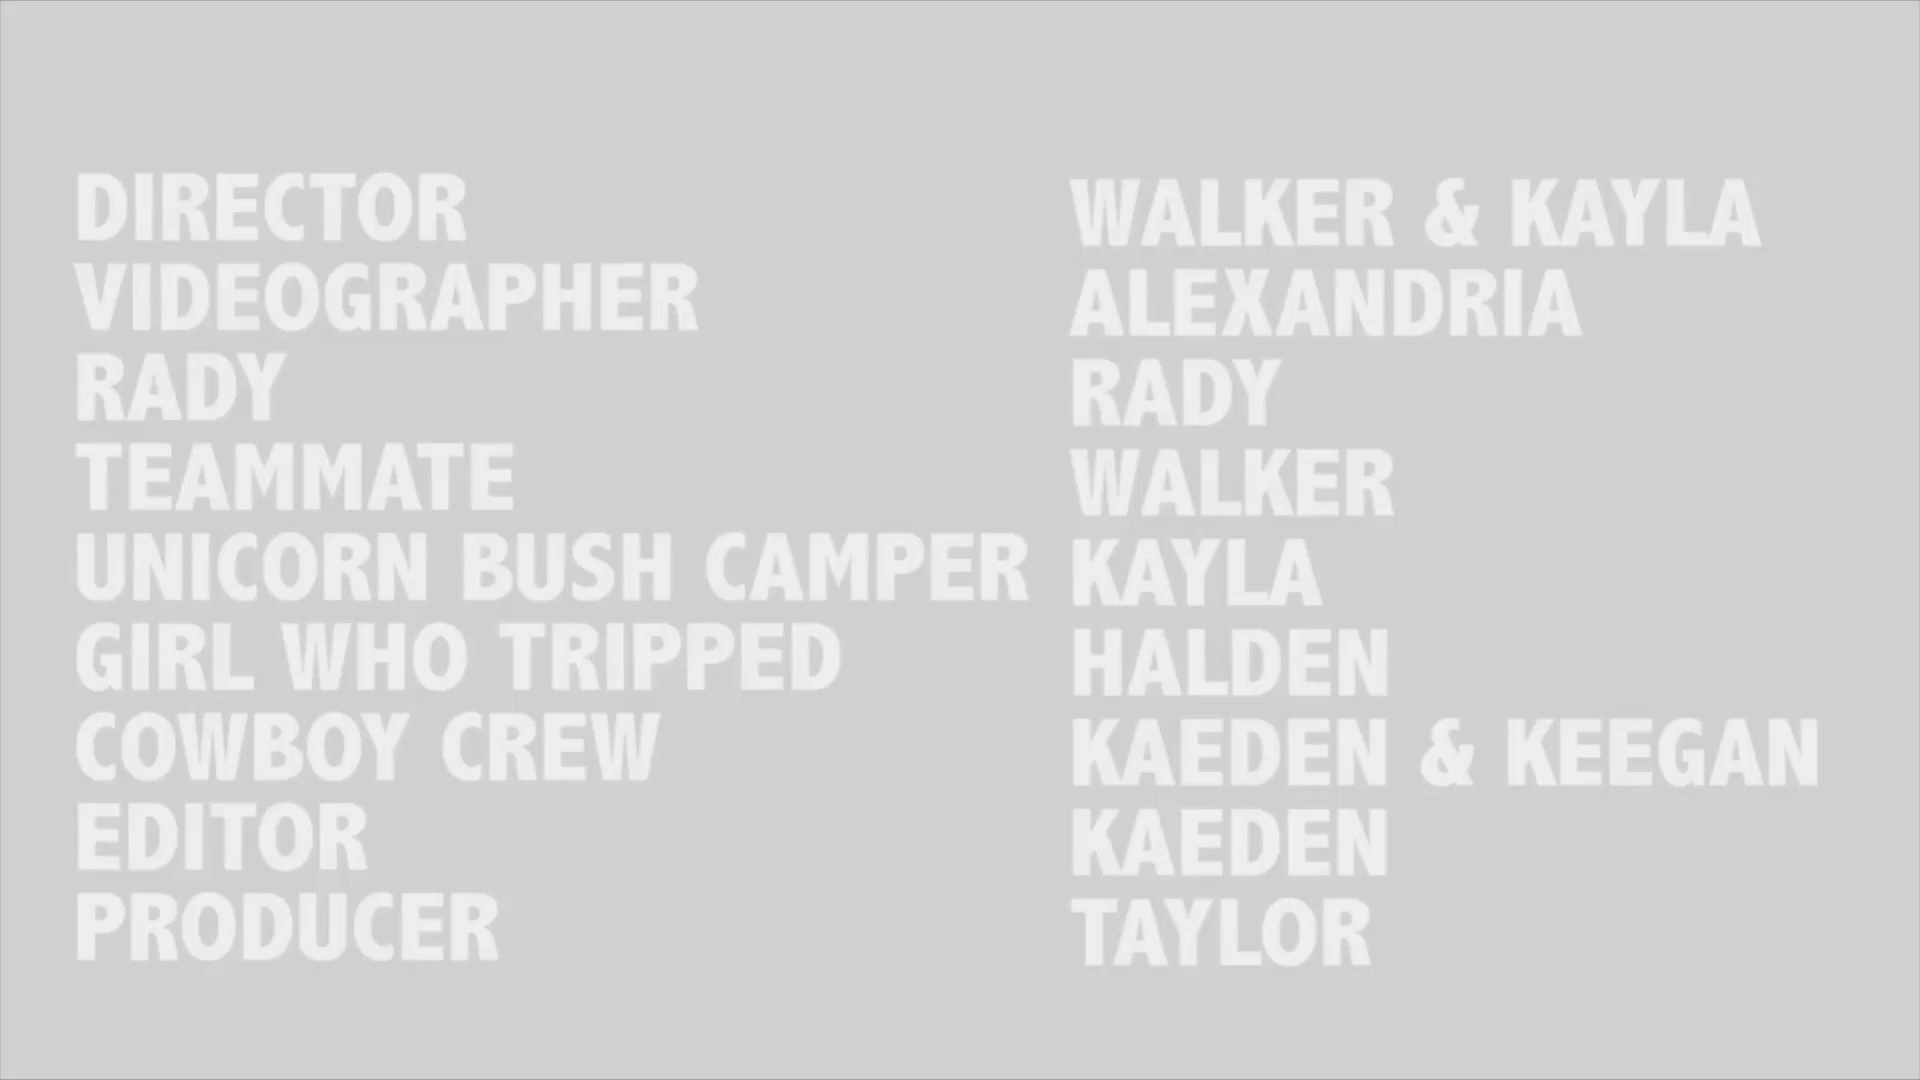 DIRECTOR WALKER & KAYLA
VIDEOGRAPHER ALEXANDRIA
RADY RADY
TEAMMATE WALKER
UNICORN BUSH CAMPER KAYLA
GIRL WHO TRIPPED HALDEN
COWBOY CREW KAEDEN & KEEGAN
EDITOR KAEDEN
PRODUCER TAYLOR